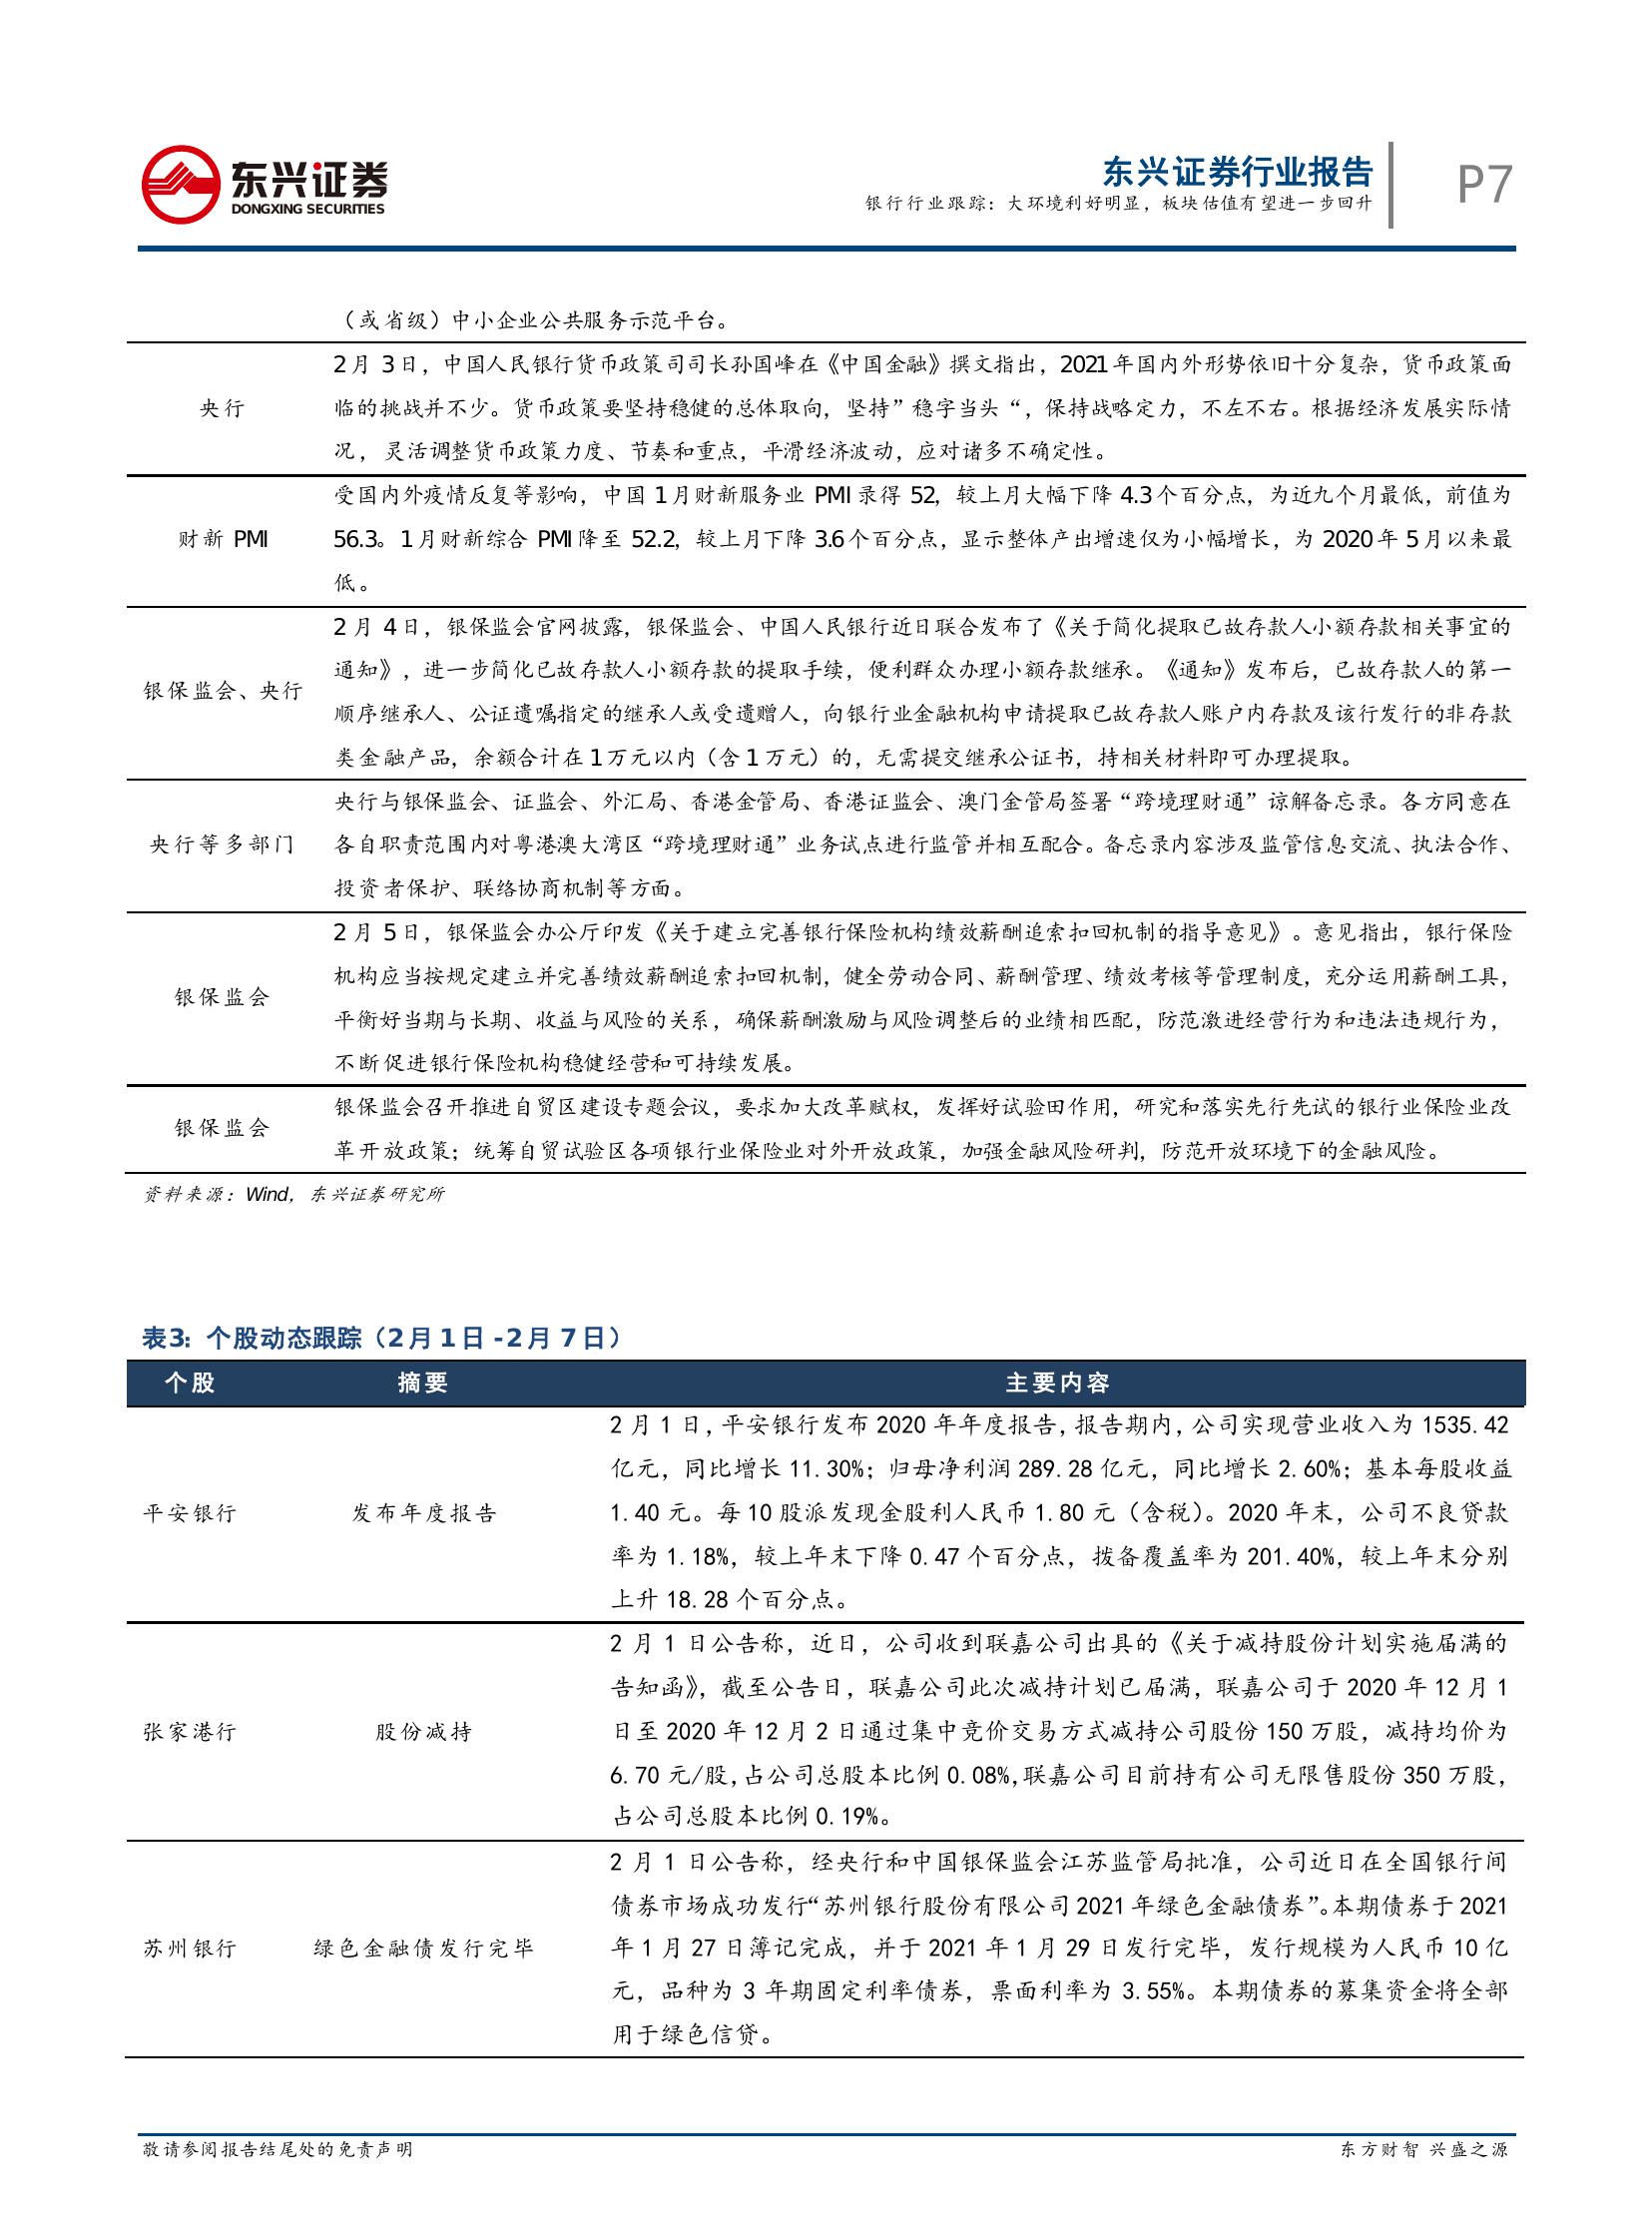 东兴证券
DONGXING SECURITIES
东兴证券行业报告
银行行业跟踪：大环境利好明显，板块估值有望进一步回升
P7
（或省级）中小企业公共服务示范平台。
央行
2月 3日，中国人民银行货币政策司司长孙国峰在《中国金融》撰文指出，2021年国内外形势依旧十分复杂，货币政策面
临的挑战并不少。货币政策要坚持稳健的总体取向，坚持”稳字当头“，保持战略定力，不左不右。根据经济发展实际情
况，灵活调整货币政策力度、节奏和重点，平滑经济波动，应对诸多不确定性。
财新 PMI
受国内外疫情反复等影响，中国 1月财新服务业 PMI录得 52，较上月大幅下降 4.3个百分点，为近九个月最低，前值为
56.3。1月财新综合 PMI降至 52.2，较上月下降 3.6个百分点，显示整体产出增速仅为小幅增长，为 2020年 5月以来最
低。
银保监会、央行
2月 4日，银保监会官网披露，银保监会、中国人民银行近日联合发布了《关于简化提取已故存款人小额存款相关事宜的
通知》，进一步简化已故存款人小额存款的提取手续，便利群众办理小额存款继承。《通知》发布后，已故存款人的第一
顺序继承人、公证遗嘱指定的继承人或受遗赠人，向银行业金融机构申请提取已故存款人账户内存款及该行发行的非存款
类金融产品，余额合计在1万元以内（含1万元）的，无需提交继承公证书，持相关材料即可办理提取。
央行等多部门
央行与银保监会、证监会、外汇局、香港金管局、香港证监会、澳门金管局签署“跨境理财通”谅解备忘录。各方同意在
各自职责范围内对粤港澳大湾区“跨境理财通”业务试点进行监管并相互配合。备忘录内容涉及监管信息交流、执法合作、
投资者保护、联络协商机制等方面。
银保监会
2月 5日，银保监会办公厅印发《关于建立完善银行保险机构绩效薪酬追索扣回机制的指导意见》。意见指出，银行保险
机构应当按规定建立并完善绩效薪酬追索扣回机制，健全劳动合同、薪酬管理、绩效考核等管理制度，充分运用薪酬工具，
平衡好当期与长期、收益与风险的关系，确保薪酬激励与风险调整后的业绩相匹配，防范激进经营行为和违法违规行为，
不断促进银行保险机构稳健经营和可持续发展。
银保监会
银保监会召开推进自贸区建设专题会议，要求加大改革赋权，发挥好试验田作用，研究和落实先行先试的银行业保险业改
革开放政策；统筹自贸试验区各项银行业保险业对外开放政策，加强金融风险研判，防范开放环境下的金融风险。
资料来源：Wind，东兴证券研究所
表3：个股动态跟踪（2月1日-2月7日）
个股 摘要 主要内容
平安银行 发布年度报告
2月1日,平安银行发布2020年年度报告,报告期内,公司实现营业收入为1535.42
亿元，同比增长11.30%；归母净利润289.28亿元，同比增长2.60%；基本每股收益
1.40元。每10股派发现金股利人民币1.80元（含税）。2020年末，公司不良贷款
率为1.18%，较上年末下降0.47个百分点，拨备覆盖率为201.40%，较上年末分别
上升18.28个百分点。
张家港行 股份减持
2月1日公告称，近日，公司收到联嘉公司出具的《关于减持股份计划实施届满的
告知函》，截至公告日，联嘉公司此次减持计划已届满，联嘉公司于2020年12月1
日至2020年12月2日通过集中竞价交易方式减持公司股份150万股，减持均价为
6.70元/股,占公司总股本比例0.08%,联嘉公司目前持有公司无限售股份350万股，
占公司总股本比例0.19%。
苏州银行 绿色金融债发行完毕
2月1日公告称，经央行和中国银保监会江苏监管局批准，公司近日在全国银行间
债券市场成功发行“苏州银行股份有限公司2021年绿色金融债券”。本期债券于2021
年1月27日簿记完成，并于2021年1月29日发行完毕，发行规模为人民币10亿
元，品种为3年期固定利率债券，票面利率为3.55%。本期债券的募集资金将全部
用于绿色信贷。
敬请参阅报告结尾处的免责声明
东方财智 兴盛之源